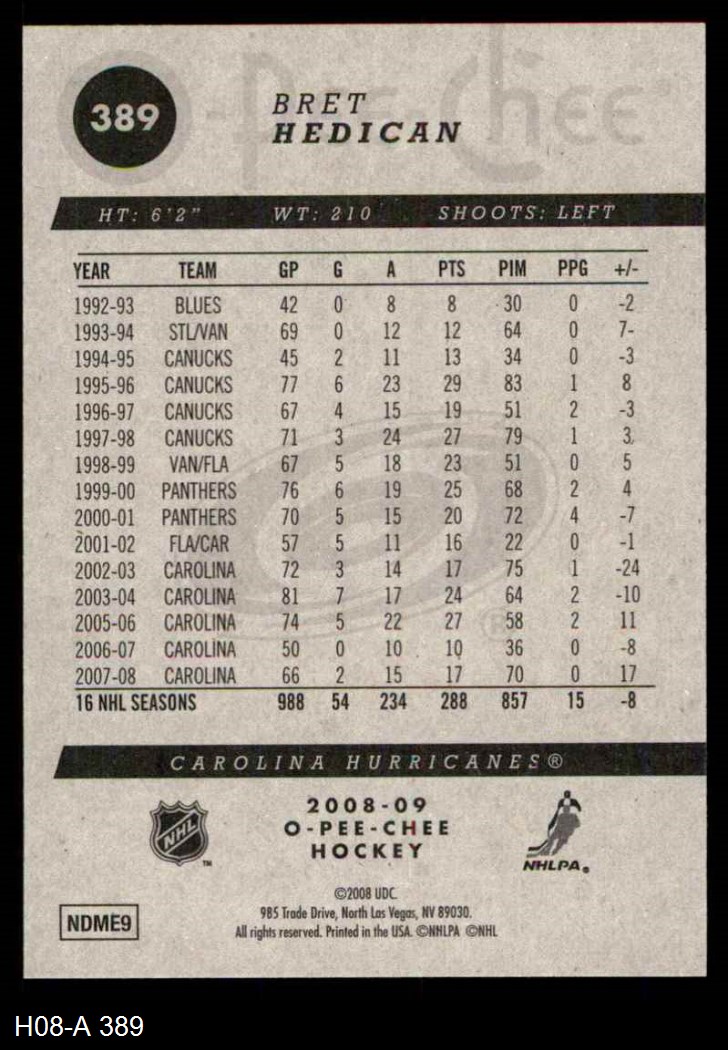 O-Pee-Chee®
389
BRET
HEDICAN
HT: 6'2" WT: 210 SHOOTS: LEFT
YEAR TEAM GP G A PTS PIM PPG +/-
1992-93 BLUES 42 0 8 8 30 0 -2
1993-94 STL/VAN 69 0 12 12 64 0 7-
1994-95 CANUCKS 45 2 11 13 34 0 -3
1995-96 CANUCKS 77 6 23 29 83 1 8
1996-97 CANUCKS 67 4 15 19 51 2 -3
1997-98 CANUCKS 71 3 24 27 79 1 3
1998-99 VAN/FLA 67 5 18 23 51 0 5
1999-00 PANTHERS 76 6 19 25 68 2 4
2000-01 PANTHERS 70 5 15 20 72 4 -7
2001-02 FLA/CAR 57 5 11 16 22 0 -1
2002-03 CAROLINA 72 3 14 17 75 1 -24
2003-04 CAROLINA 81 7 17 24 64 2 -10
2005-06 CAROLINA 74 5 22 27 58 2 11
2006-07 CAROLINA 50 0 10 10 36 0 -8
2007-08 CAROLINA 66 2 15 17 70 0 17
16 NHL SEASONS 988 54 234 288 857 15 -8
CAROLINA HURRICANES®
NHL™
2008-09
O-PEE-CHEE
HOCKEY
NHLPA®
©2008 UDC.
985 Trade Drive, North Las Vegas, NV 89030.
All rights reserved. Printed in the USA. ©NHLPA ©NHL
NDME9
H08-A 389